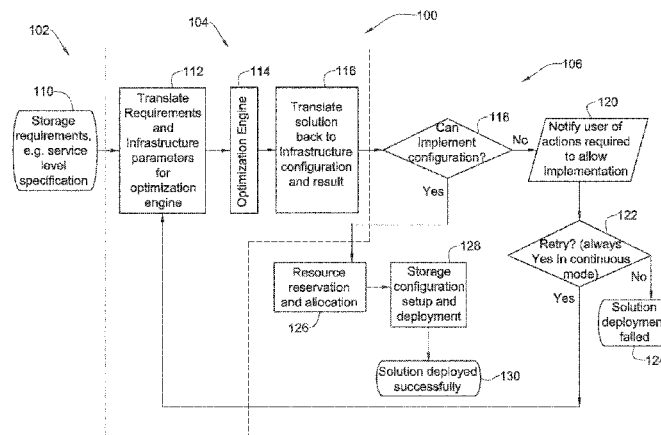 102
104
100
110
112
114
116
106
Storage
requirements,
e.g. service
level
specification
Translate
Requirements
and
Infrastructure
parameters
for
optimization
engine
Optimization Engine
Translate
solution
back to
Infrastructure
configuration
and result
Can
implement
configuration?
118
No
120
Notify user
of actions
required to
allow
implementation
Yes
122
Retry? (always
Yes in continuous
mode)
No
Yes
Solution
deployment
failed
124
Resource
reservation
and allocation
126
128
Storage
configuration
setup and
deployment
Solution deployed
successfully
130